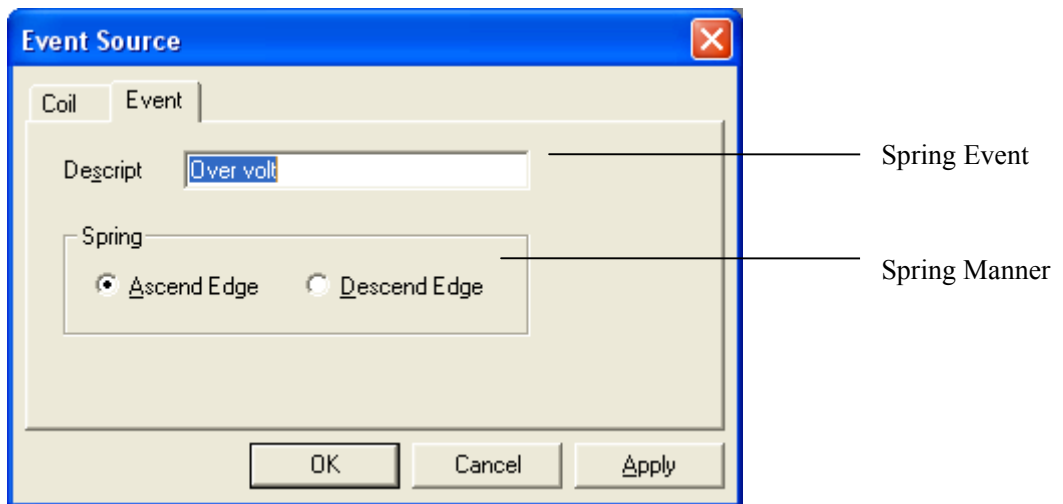 Event Source
Coil Event
Descript Over volt Spring Event
Spring
Ascend Edge Descend Edge Spring Manner
OK Cancel Apply